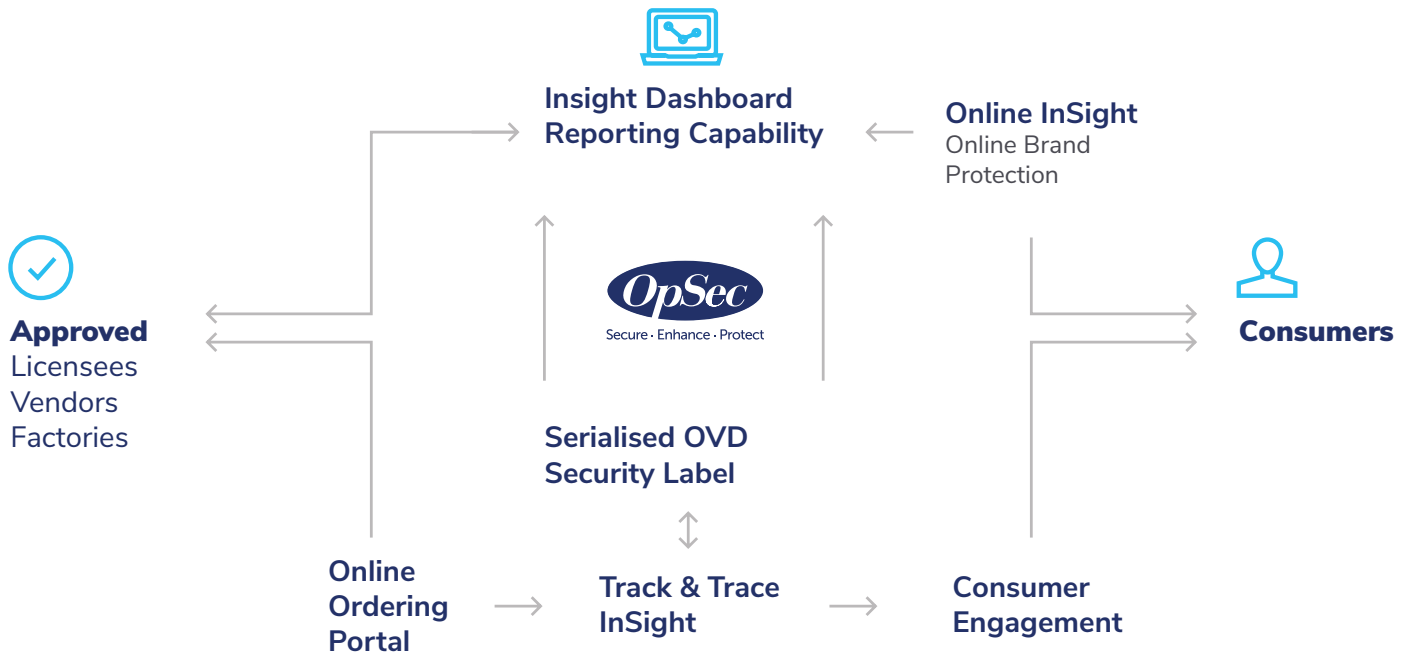 Insight Dashboard
Reporting Capability
Online InSight
Online Brand
Protection
OpSec
Secure · Enhance · Protect
Approved
Licensees
Vendors
Factories
Consumers
Serialised OVD
Security Label
Online
Ordering
Portal
Track & Trace
InSight
Consumer
Engagement